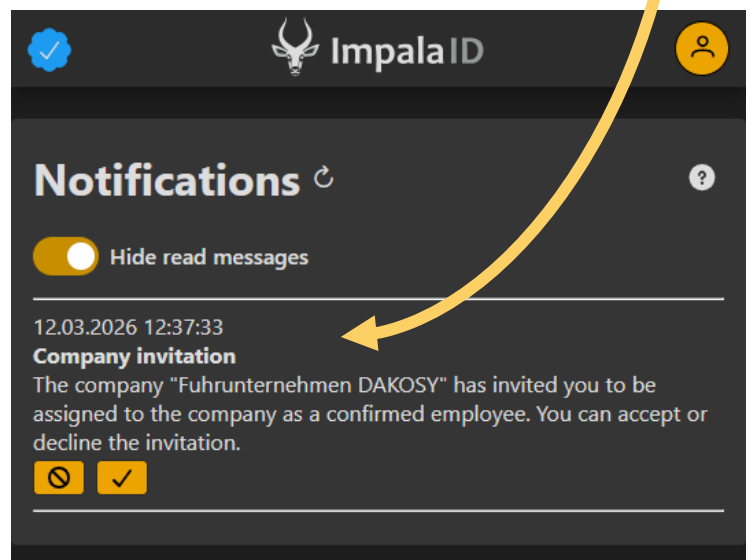 ImpalaID
Notifications
Hide read messages
12.03.2026 12:37:33
Company invitation
The company "Fuhrunternehmen DAKOSY" has invited you to be
assigned to the company as a confirmed employee. You can accept or
decline the invitation.